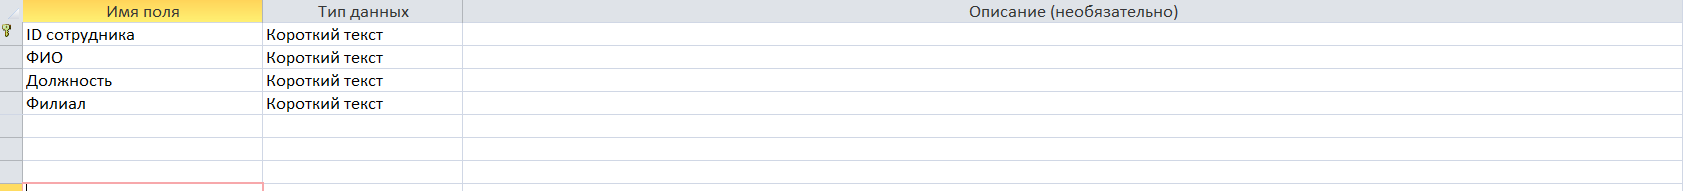 Имя поля Тип данных Описание (необязательно)
ID сотрудника Короткий текст
ФИО Короткий текст
Должность Короткий текст
Филиал Короткий текст